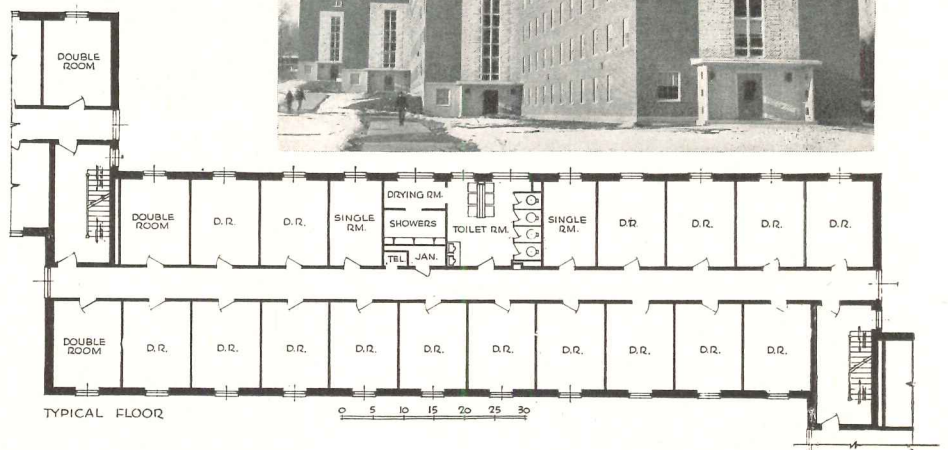 DOUBLE
ROOM
DOUBLE
ROOM
D.R.
D.R.
SINGLE
RM.
DRYING RM.
SHOWERS
TEL
JAN.
TOILET RM.
SINGLE
RM.
D.R.
D.R.
D.R.
D.R.
DOUBLE
ROOM
D.R.
D.R.
D.R.
D.R.
D.R.
D.R.
D.R.
D.R.
D.R.
D.R.
TYPICAL FLOOR
0 5 10 15 20 25 30